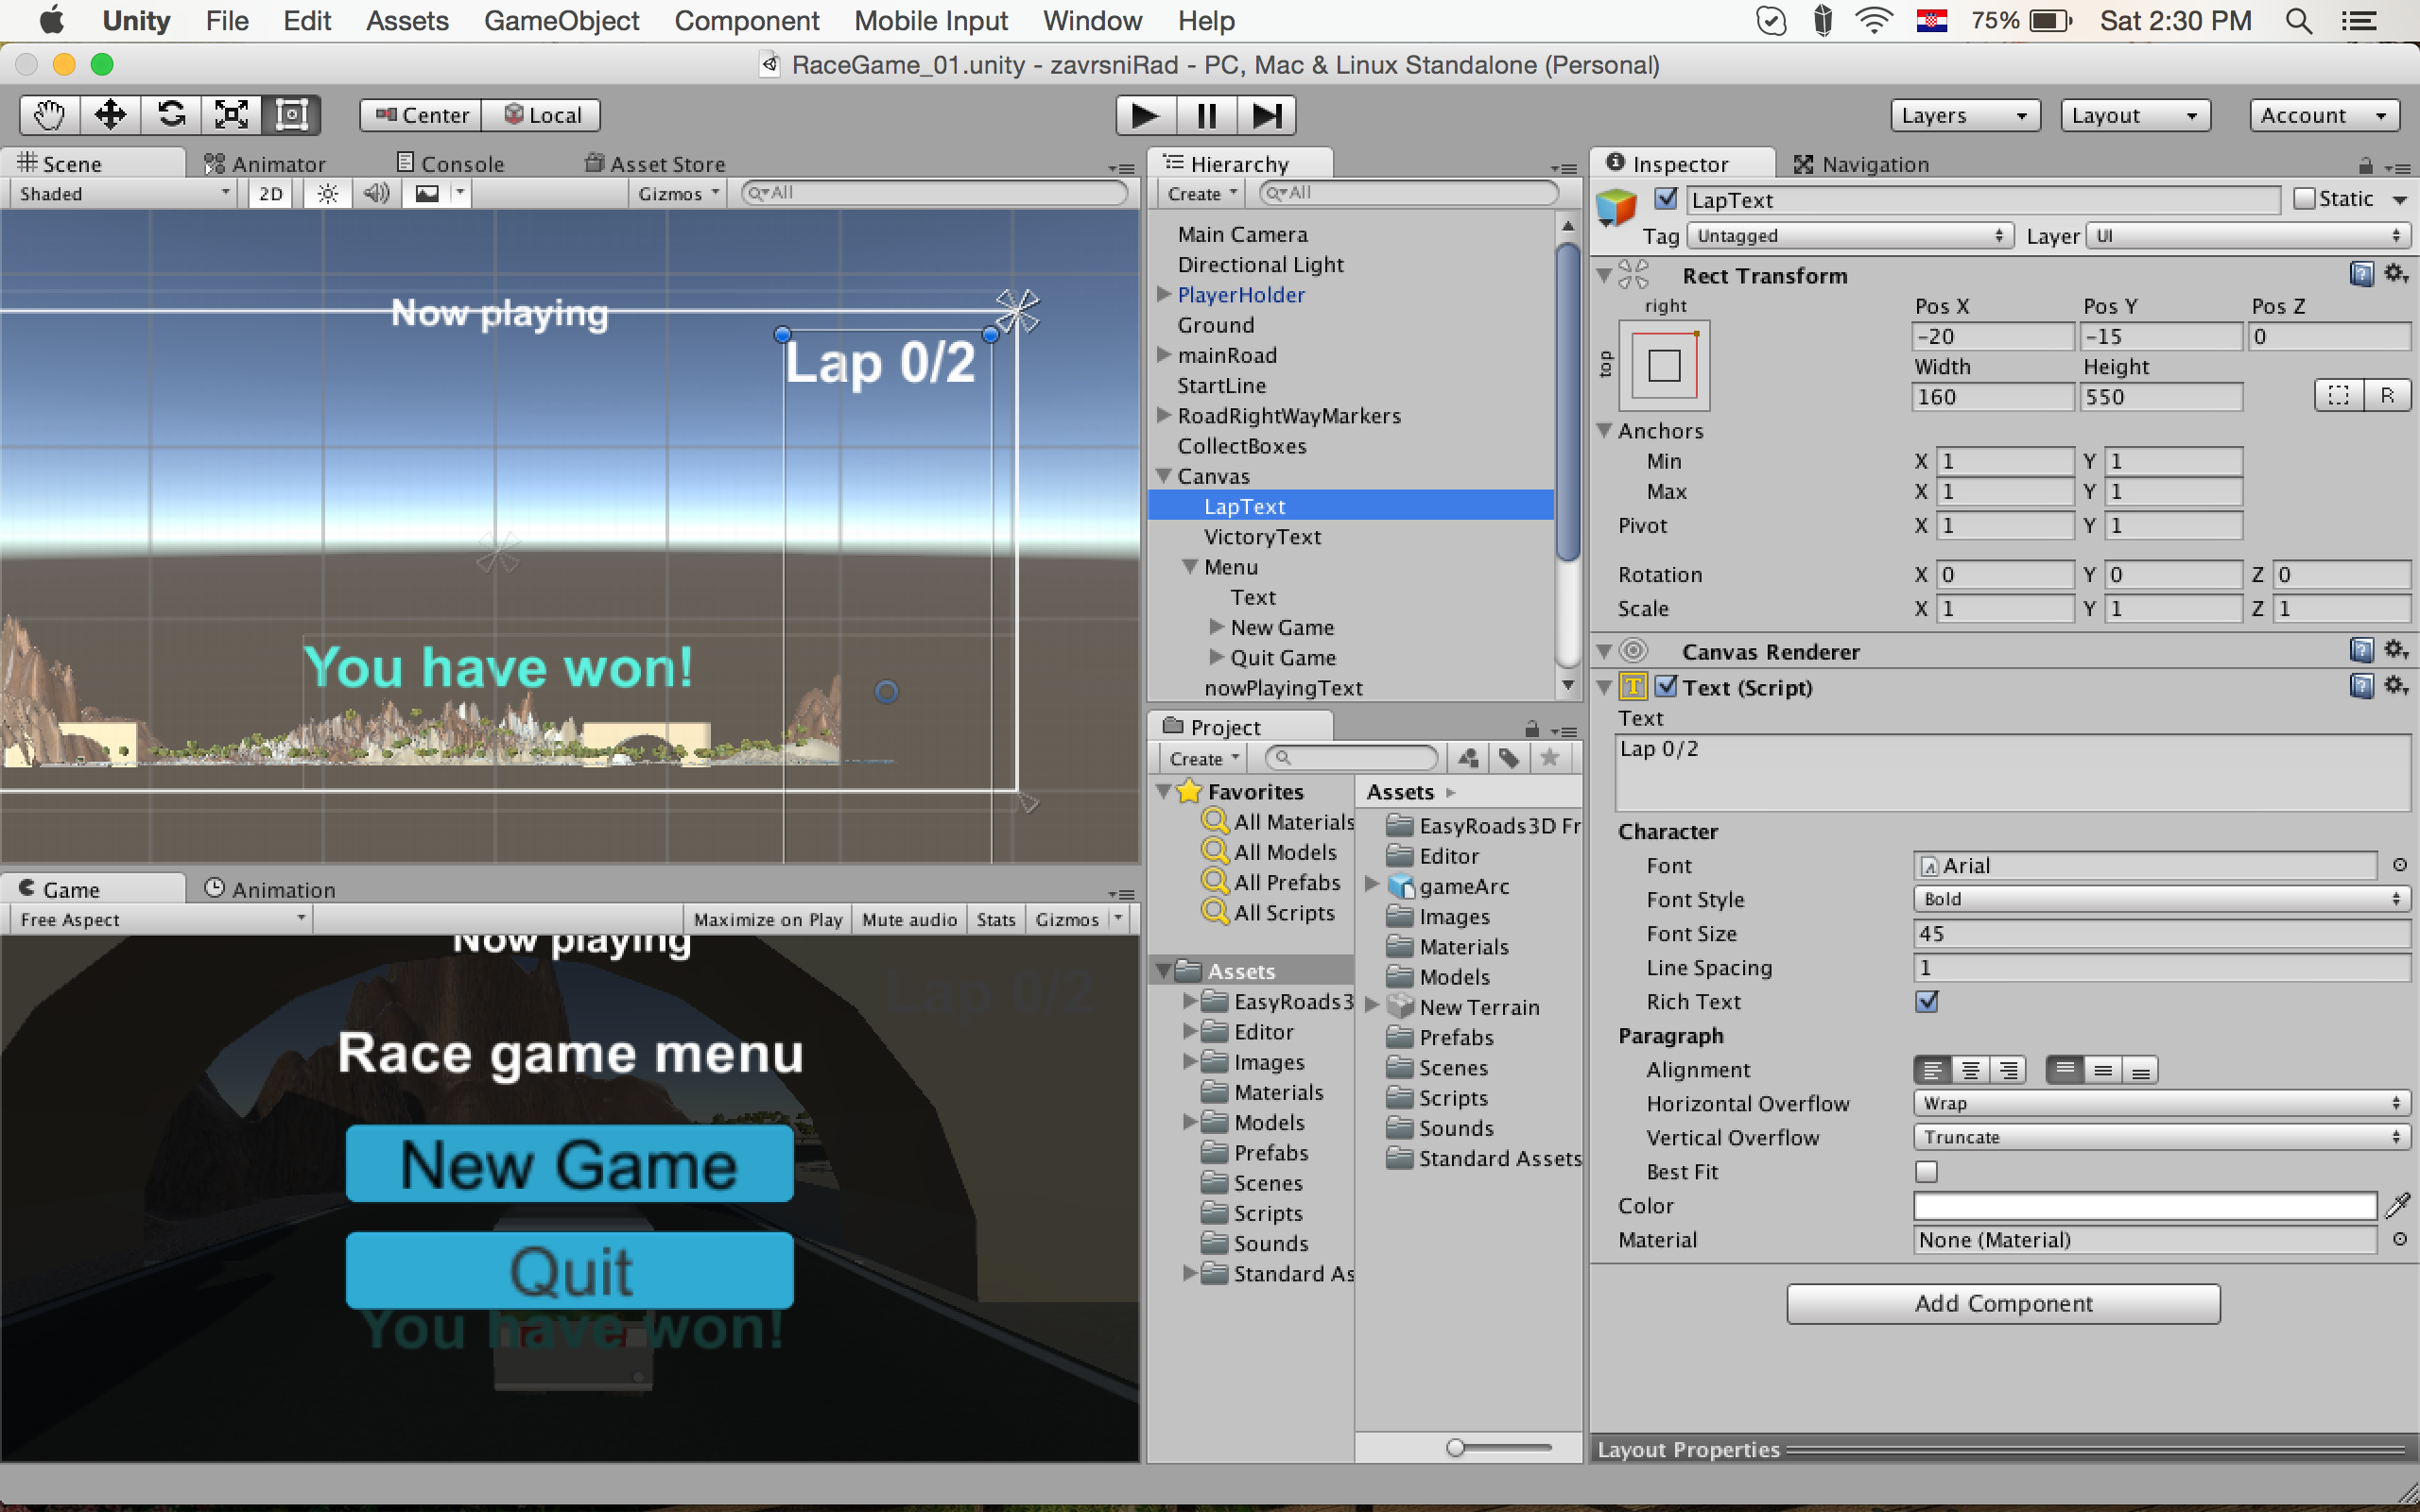 Unity File Edit Assets GameObject Component Mobile Input Window Help 75% Sat 2:30 PM
RaceGame_01.unity - zavrsniRad - PC, Mac & Linux Standalone (Personal)
Center Local Layers Layout Account
Scene Animator Console Asset Store
Shaded 2D Gizmos All
Now playing
Lap 0/2
You have won!
Game Animation
Free Aspect Maximize on Play Mute audio Stats Gizmos
Now playing
Lap 0/2
Race game menu
New Game
Quit
You have won!
Hierarchy
Create All
Main Camera
Directional Light
PlayerHolder
Ground
mainRoad
StartLine
RoadRightWayMarkers
CollectBoxes
Canvas
LapText
VictoryText
Menu
Text
New Game
Quit Game
nowPlayingText
Project
Create
Favorites
All Materials
All Models
All Prefabs
All Scripts
Assets
EasyRoads3
Editor
Images
Materials
Models
Prefabs
Scenes
Scripts
Sounds
Standard As
Assets
EasyRoads3D Fr
Editor
gameArc
Images
Materials
Models
New Terrain
Prefabs
Scenes
Scripts
Sounds
Standard Assets
Inspector Navigation
LapText Static
Tag Untagged Layer UI
Rect Transform
right
top
Pos X Pos Y Pos Z
-20 -15 0
Width Height
160 550 R
Anchors
Min X 1 Y 1
Max X 1 Y 1
Pivot X 1 Y 1
Rotation X 0 Y 0 Z 0
Scale X 1 Y 1 Z 1
Canvas Renderer
T Text (Script)
Text
Lap 0/2
Character
Font Arial
Font Style Bold
Font Size 45
Line Spacing 1
Rich Text
Paragraph
Alignment
Horizontal Overflow Wrap
Vertical Overflow Truncate
Best Fit
Color
Material None (Material)
Add Component
Layout Properties